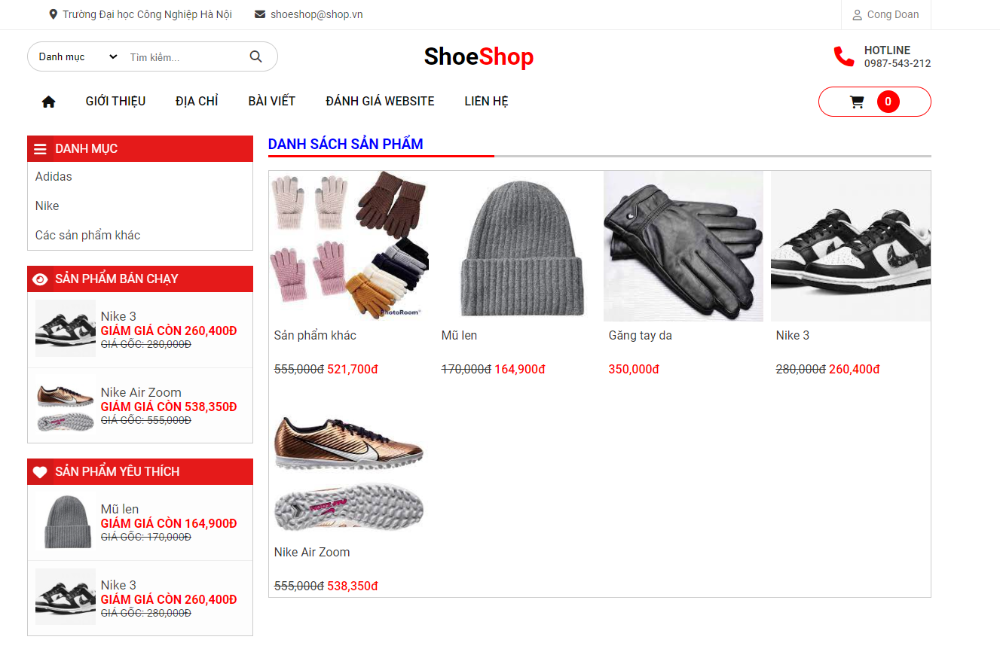 Trường Đại học Công Nghiệp Hà Nội
shoeshop@shop.vn
Cong Doan
Danh mục
Tìm kiếm...
ShoeShop
HOTLINE
0987-543-212
GIỚI THIỆU
ĐỊA CHỈ
BÀI VIẾT
ĐÁNH GIÁ WEBSITE
LIÊN HỆ
0
DANH MỤC
Adidas
Nike
Các sản phẩm khác
SẢN PHẨM BÁN CHẠY
Nike 3
GIẢM GIÁ CÒN 260,400Đ
GIÁ GỐC: 280,000Đ
Nike Air Zoom
GIẢM GIÁ CÒN 538,350Đ
GIÁ GỐC: 555,000Đ
SẢN PHẨM YÊU THÍCH
Mũ len
GIẢM GIÁ CÒN 164,900Đ
GIÁ GỐC: 170,000Đ
Nike 3
GIẢM GIÁ CÒN 260,400Đ
GIÁ GỐC: 280,000Đ
DANH SÁCH SẢN PHẨM
PhotoRoom
Sản phẩm khác
555,000đ 521,700đ
Mũ len
170,000đ 164,900đ
Găng tay da
350,000đ
Nike 3
280,000đ 260,400đ
Nike Air Zoom
555,000đ 538,350đ